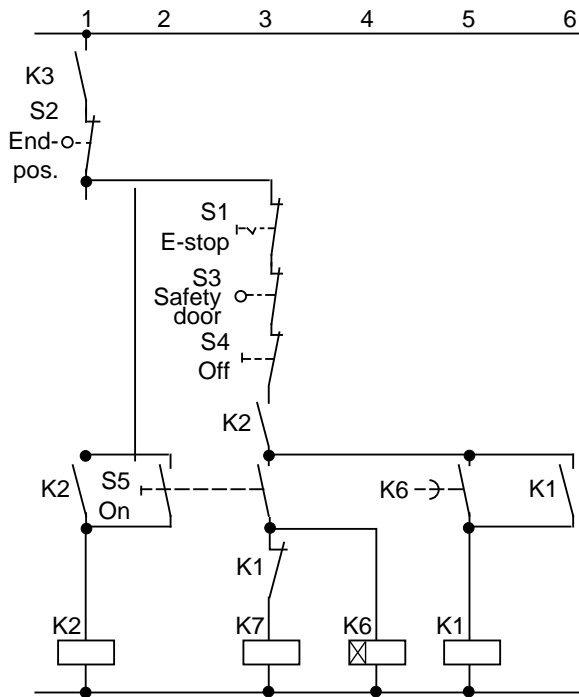 1 2 3 4 5 6
K3
S2
End-
pos.
S1
E-stop
S3
Safety
door
S4
Off
K2
K2 S5 K6 K1
On
K1
K2 K7 K6 K1